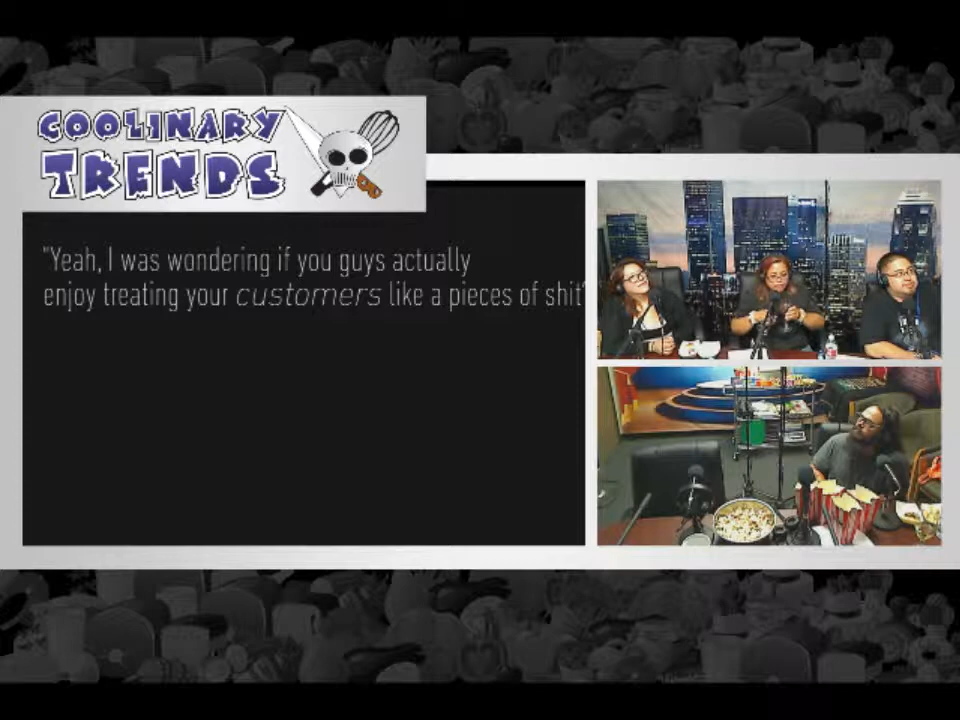 COOLINARY
TRENDS
"Yeah, I was wondering if you guys actually
enjoy treating your customers like a pieces of shit"